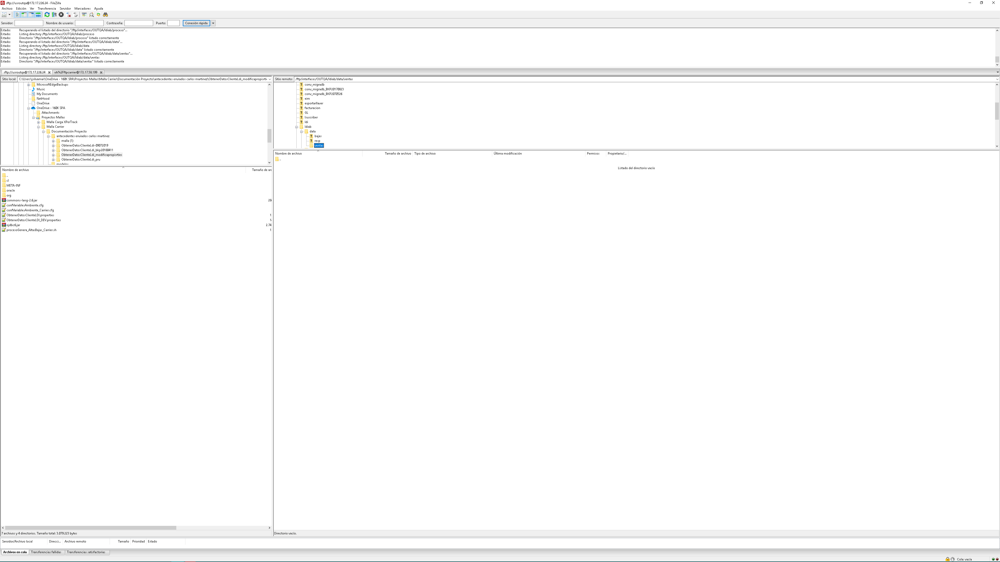 sftp://usroutqa@172.17.226.24 - FileZilla
Archivo Edición Ver Transferencia Servidor Marcadores Ayuda
Servidor: Nombre de usuario: Contraseña: Puerto: Conexión rápida
Estado: Recuperando el listado del directorio "/ftp/interfaces/OUTQA/ldiab/proceso"...
Estado: Listing directory /ftp/interfaces/OUTQA/ldiab/proceso
Estado: Directorio "/ftp/interfaces/OUTQA/ldiab/proceso" listado correctamente
Estado: Recuperando el listado del directorio "/ftp/interfaces/OUTQA/ldiab/data"...
Estado: Listing directory /ftp/interfaces/OUTQA/ldiab/data
Estado: Directorio "/ftp/interfaces/OUTQA/ldiab/data" listado correctamente
Estado: Recuperando el listado del directorio "/ftp/interfaces/OUTQA/ldiab/data/ventas"...
Estado: Listing directory /ftp/interfaces/OUTQA/ldiab/data/ventas
Estado: Directorio "/ftp/interfaces/OUTQA/ldiab/data/ventas" listado correctamente
sftp://usroutqa@172.17.226.24 vtr%2Fftpcarrier@172.17.58.199
Sitio local: C:\Users\jsilvamar\OneDrive - 160K SPA\Proyectos Mallas\Malla Carrier\Documentación Proyecto\antecedentes enviados carlos martinez\ObtenerDatosClienteLdi_modificapropisrti
MicrosoftEdgeBackups
Music
My Documents
NetHood
OneDrive
OneDrive - 160K SPA
Attachments
Proyectos Mallas
Malla Carga XPerTrack
Malla Carrier
Documentación Proyecto
antecedentes enviados carlos martinez
malla (1)
ObtenerDatosClienteLdi-09072019
ObtenerDatosClienteLdi_bkp20180411
ObtenerDatosClienteLdi_modificapropisrties
ObtenerDatosClienteLdi_pru
modelos
Nombre de archivo Tamaño de arc
..
cl
META-INF
oracle
org
commons-lang-2.6.jar 28
confVariablesAmbiente.cfg
confVariablesAmbiente_Carrier.cfg
ObtenerDatosClienteLDI.properties 1
ObtenerDatosClienteLDI_DEV.properties 1
ojdbc6.jar 2.74
procesoGenera_AltasBajas_Carrier.sh 1
7 archivos y 4 directorios. Tamaño total: 3.079.223 bytes
Sitio remoto: /ftp/interfaces/OUTQA/ldiab/data/ventas
conv_migradb
conv_migradb_BKP20170823
conv_migradb_BKP2070526
eim
exportarllaver
facturacion
GL
lsuscriber
ldi
ldiab
data
bajas
resp
ventas
Nombre de archivo Tamaño de archivo Tipo de archivo Última modificación Permisos Propietario/...
..
Listado del directorio vacío
Directorio vacío.
Servidor/Archivo local Direcci... Archivo remoto Tamaño Prioridad Estado
Archivos en cola Transferencias fallidas Transferencias satisfactorias
Cola: vacía